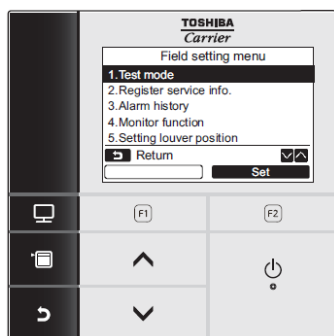 TOSHIBA
Carrier
Field setting menu
1.Test mode
2.Register service info.
3.Alarm history
4.Monitor function
5.Setting louver position
Return
Set
F1
F2